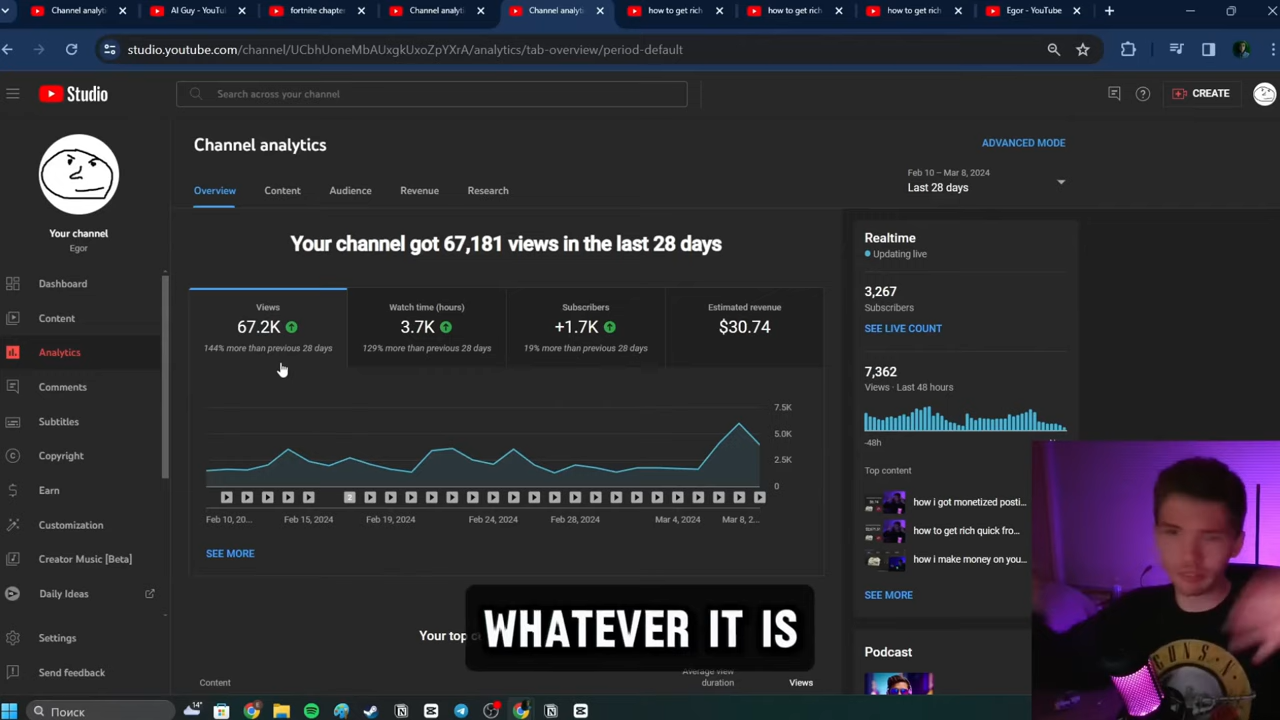 Channel analyt
AI Guy - YouTu
fortnite chapte
Channel analyt
Channel analyt
how to get rich
how to get rich
how to get rich
Egor - YouTube
studio.youtube.com/channel/UCbhUoneMbAUxgkUxoZpYXrA/analytics/tab-overview/period-default
Studio
Search across your channel
CREATE
Your channel
Egor
Dashboard
Content
Analytics
Comments
Subtitles
Copyright
Earn
Customization
Creator Music [Beta]
Daily Ideas
Settings
Send feedback
Channel analytics
ADVANCED MODE
Overview
Content
Audience
Revenue
Research
Feb 10 – Mar 8, 2024
Last 28 days
Your channel got 67,181 views in the last 28 days
Views
67.2K
144% more than previous 28 days
Watch time (hours)
3.7K
129% more than previous 28 days
Subscribers
+1.7K
19% more than previous 28 days
Estimated revenue
$30.74
7.5K
5.0K
2.5K
0
2
Feb 10, 20...
Feb 15, 2024
Feb 19, 2024
Feb 24, 2024
Feb 28, 2024
Mar 4, 2024
Mar 8, 2...
SEE MORE
Your top c
Content
Average view
duration
Views
Realtime
Updating live
3,267
Subscribers
SEE LIVE COUNT
7,362
Views · Last 48 hours
-48h
Top content
how i got monetized posti...
how to get rich quick fro...
how i make money on you...
SEE MORE
Podcast
WHATEVER IT IS
GUNS
Поиск
14°